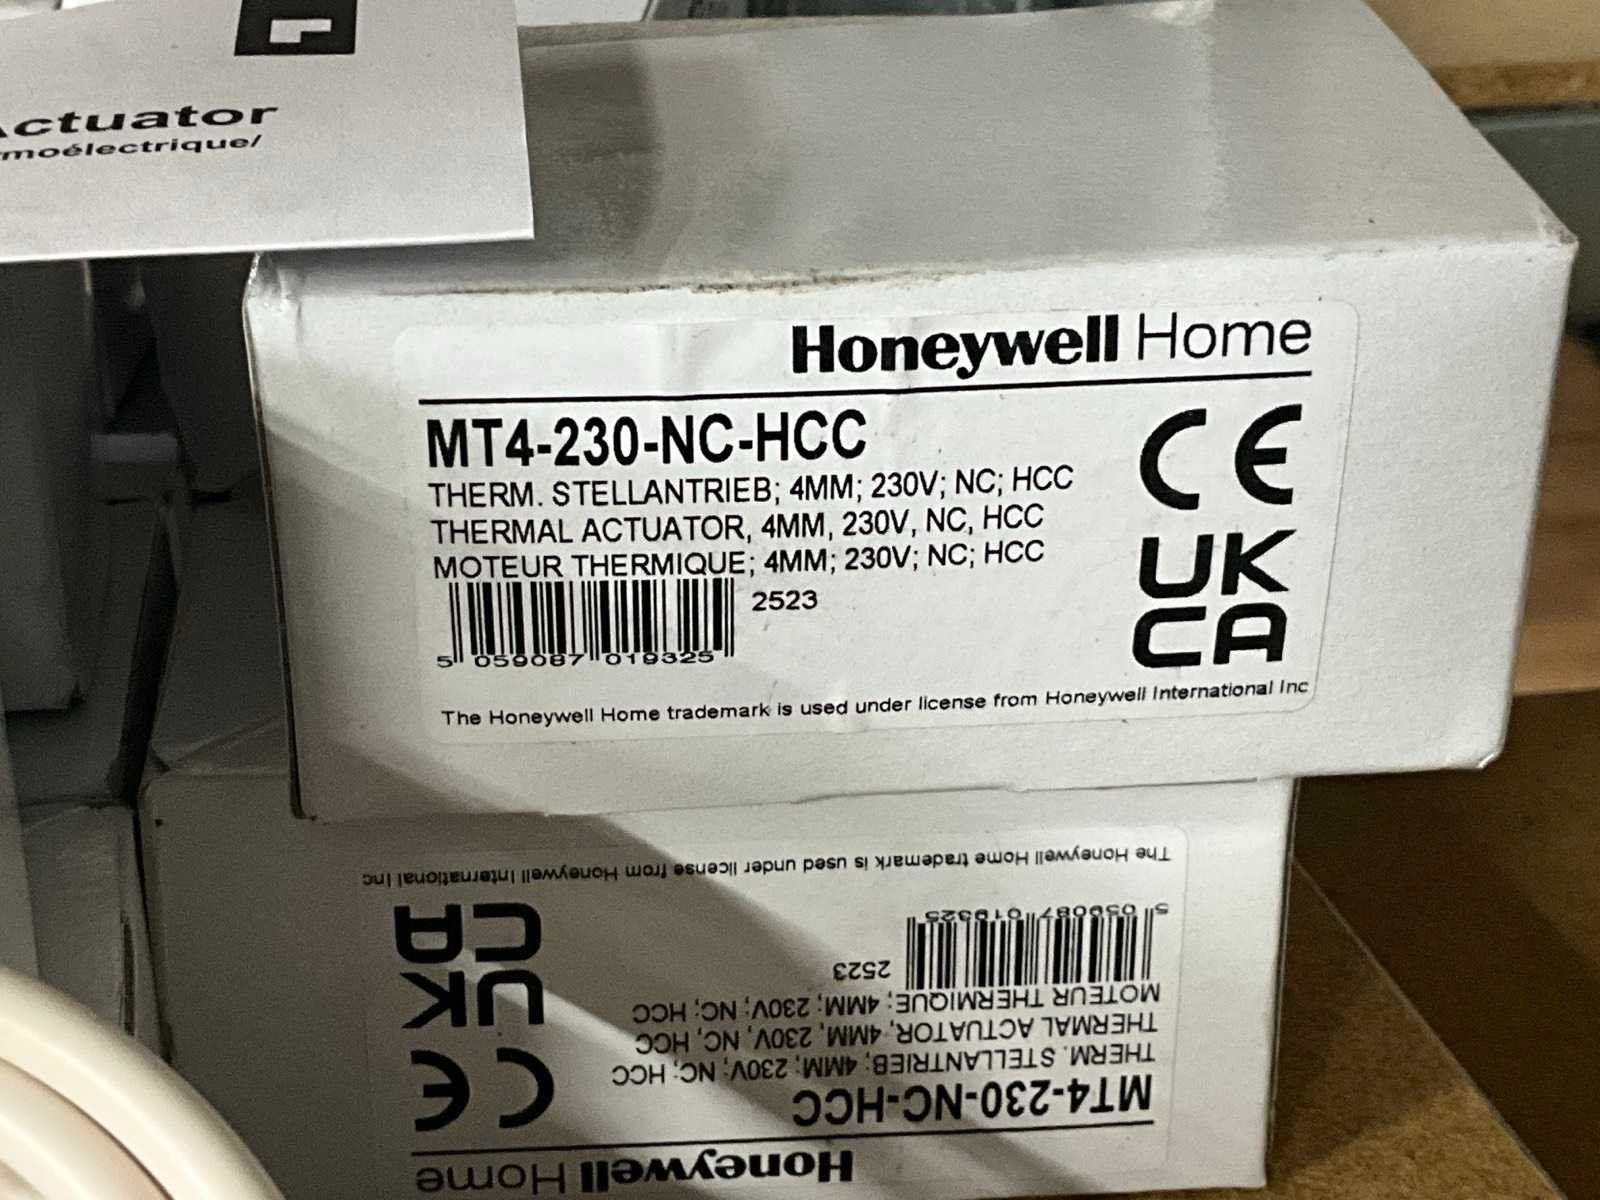 Actuator
moélectrique/
Honeywell Home
MT4-230-NC-HCC
THERM. STELLANTRIEB; 4MM; 230V; NC; HCC
THERMAL ACTUATOR, 4MM, 230V, NC, HCC
MOTEUR THERMIQUE; 4MM; 230V; NC; HCC
2523
5 059087 019325
CE
UK
CA
The Honeywell Home trademark is used under license from Honeywell International Inc
Honeywell Home
MT4-230-NC-HCC
THERM. STELLANTRIEB; 4MM; 230V; NC; HCC
THERMAL ACTUATOR, 4MM, 230V, NC, HCC
MOTEUR THERMIQUE; 4MM; 230V; NC; HCC
2523
5 059087 019325
CE
UK
CA
The Honeywell Home trademark is used under license from Honeywell International Inc